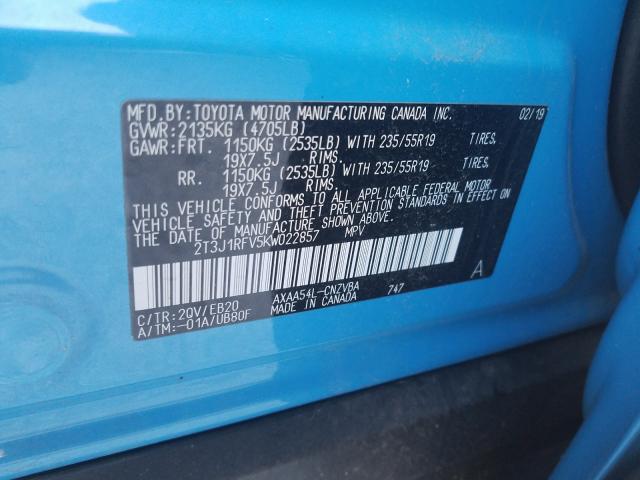 MFD.BY:TOYOTA MOTOR MANUFACTURING CANADA INC. 02/19
GVWR:2135KG (4705LB)
GAWR:FRT. 1150KG (2535LB) WITH 235/55R19 TIRES.
19X7.5J RIMS.
RR. 1150KG (2535LB) WITH 235/55R19 TIRES.
19X7.5J RIMS.
THIS VEHICLE CONFORMS TO ALL APPLICABLE FEDERAL MOTOR
VEHICLE SAFETY AND THEFT PREVENTION STANDARDS IN EFFECT ON
THE DATE OF MANUFACTURE SHOWN ABOVE.
2T3J1RFV5KW022857 MPV
A
C/TR:2QV/EB20 AXAA54L-CNZVBA 747
A/TM:-01A/UB80F MADE IN CANADA